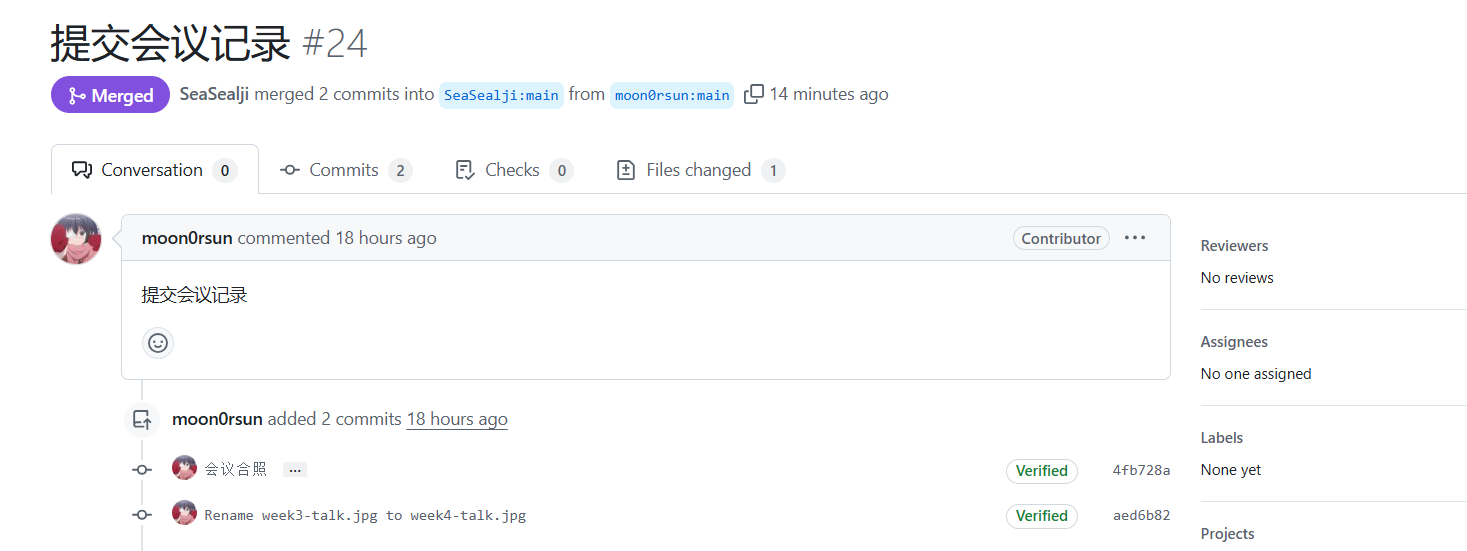 提交会议记录 #24
Merged SeaSealji merged 2 commits into SeaSealji:main from moon0rsun:main 14 minutes ago
Conversation 0 Commits 2 Checks 0 Files changed 1
moon0rsun commented 18 hours ago Contributor ...
提交会议记录
moon0rsun added 2 commits 18 hours ago
会议合照 ... Verified 4fb728a
Rename week3-talk.jpg to week4-talk.jpg Verified aed6b82
Reviewers
No reviews
Assignees
No one assigned
Labels
None yet
Projects